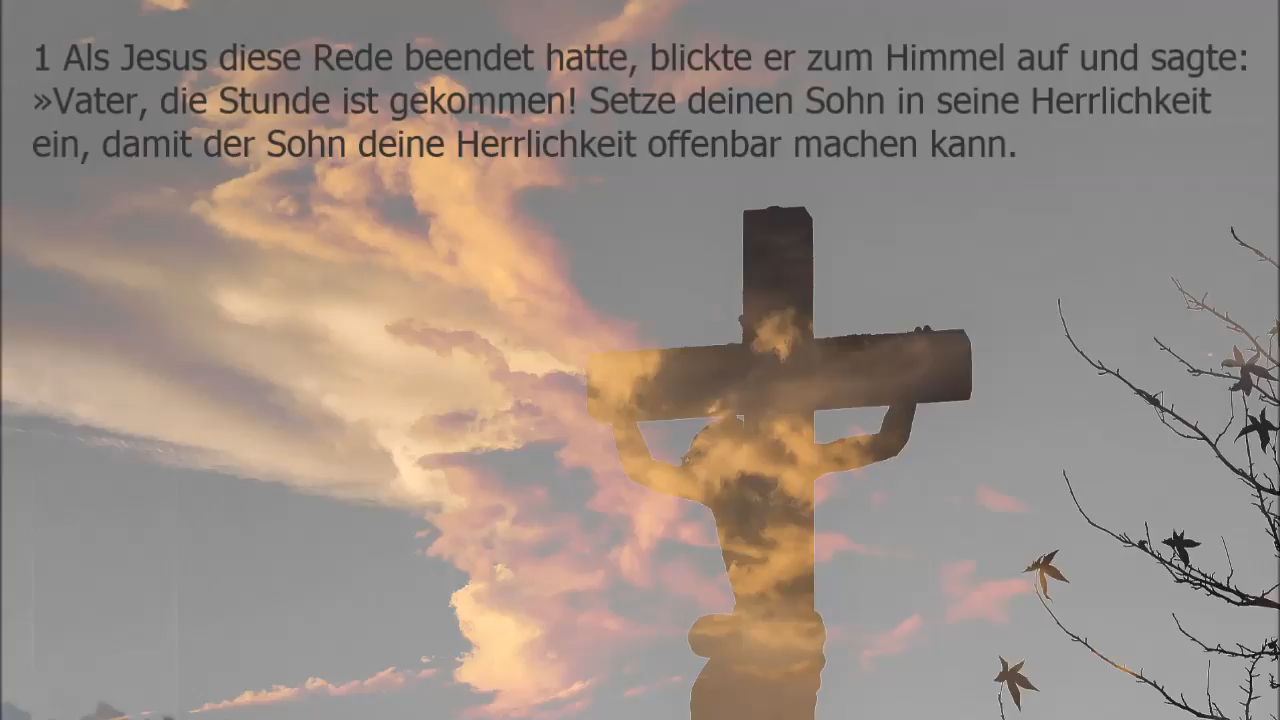 1 Als Jesus diese Rede beendet hatte, blickte er zum Himmel auf und sagte:
»Vater, die Stunde ist gekommen! Setze deinen Sohn in seine Herrlichkeit
ein, damit der Sohn deine Herrlichkeit offenbar machen kann.